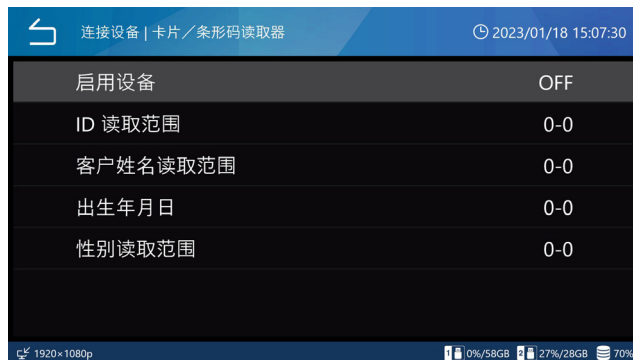 连接设备 | 卡片／条形码读取器 2023/01/18 15:07:30
启用设备 OFF
ID 读取范围 0-0
客户姓名读取范围 0-0
出生年月日 0-0
性别读取范围 0-0
1920×1080p 1 0%/58GB 2 27%/28GB 70%